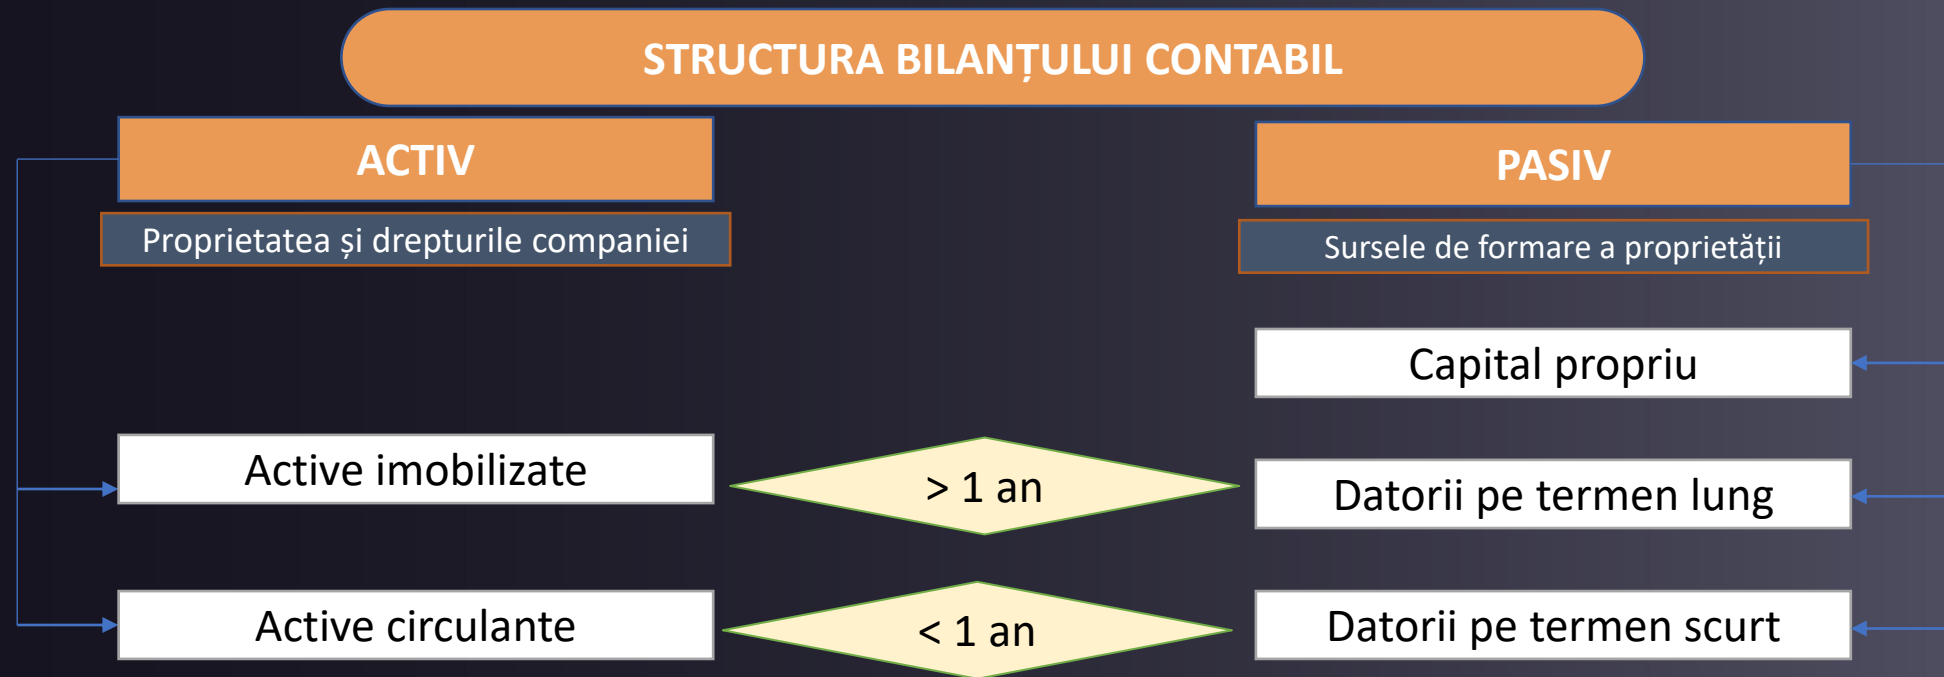 STRUCTURA BILANȚULUI CONTABIL
ACTIV
PASIV
Proprietatea și drepturile companiei
Sursele de formare a proprietății
Capital propriu
Active imobilizate
> 1 an
Datorii pe termen lung
Active circulante
< 1 an
Datorii pe termen scurt